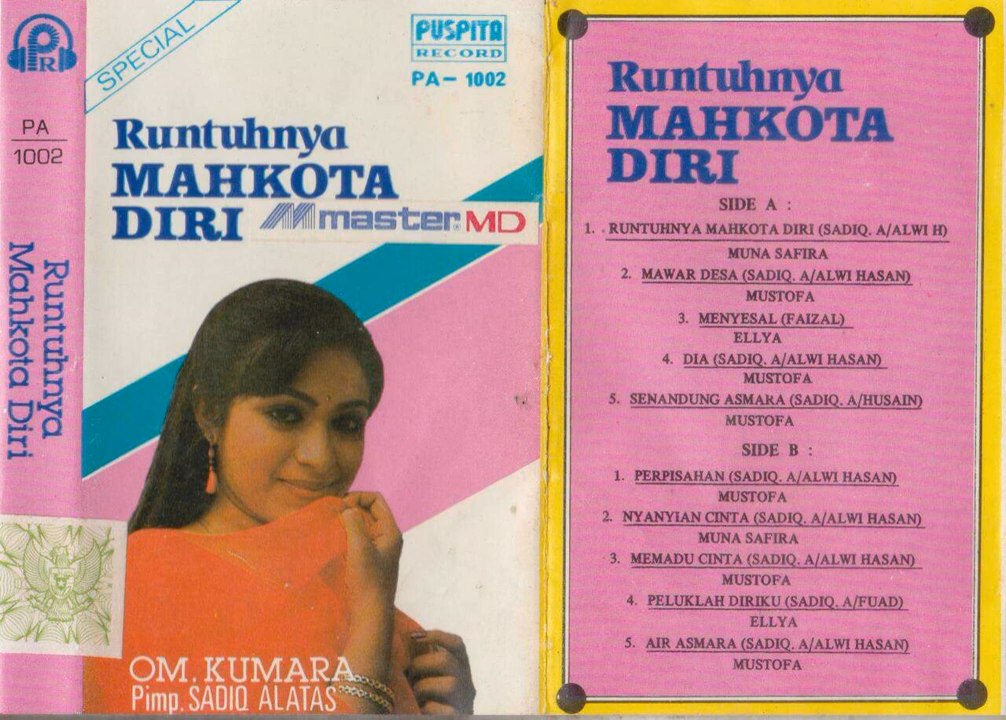 PR
PA
1002
Runtuhnya
Mahkota Diri
SPECIAL
PUSPITA
RECORD
PA - 1002
Runtuhnya
MAHKOTA
DIRI
master MD
OM. KUMARA
Pimp. SADIQ ALATAS
Runtuhnya
MAHKOTA
DIRI
SIDE A :
1. RUNTUHNYA MAHKOTA DIRI (SADIQ. A/ALWI H)
MUNA SAFIRA
2. MAWAR DESA (SADIQ. A/ALWI HASAN)
MUSTOFA
3. MENYESAL (FAIZAL)
ELLYA
4. DIA (SADIQ. A/ALWI HASAN)
MUSTOFA
5. SENANDUNG ASMARA (SADIQ. A/HUSAIN)
MUSTOFA
SIDE B :
1. PERPISAHAN (SADIQ. A/ALWI HASAN)
MUSTOFA
2. NYANYIAN CINTA (SADIQ. A/ALWI HASAN)
MUNA SAFIRA
3. MEMADU CINTA (SADIQ. A/ALWI HASAN)
MUSTOFA
4. PELUKLAH DIRIKU (SADIQ. A/FUAD)
ELLYA
5. AIR ASMARA (SADIQ. A/ALWI HASAN)
MUSTOFA